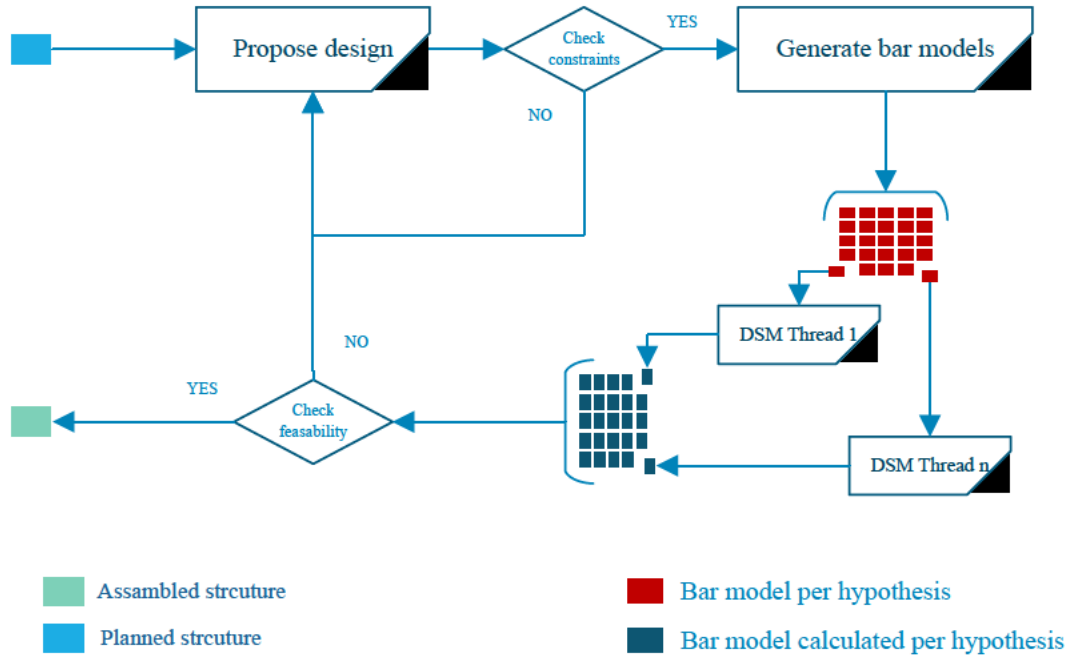 Propose design
Check
constraints
YES
Generate bar models
NO
DSM Thread 1
NO
YES
Check
feasability
DSM Thread n
Assambled strcuture
Bar model per hypothesis
Planned strcuture
Bar model calculated per hypothesis